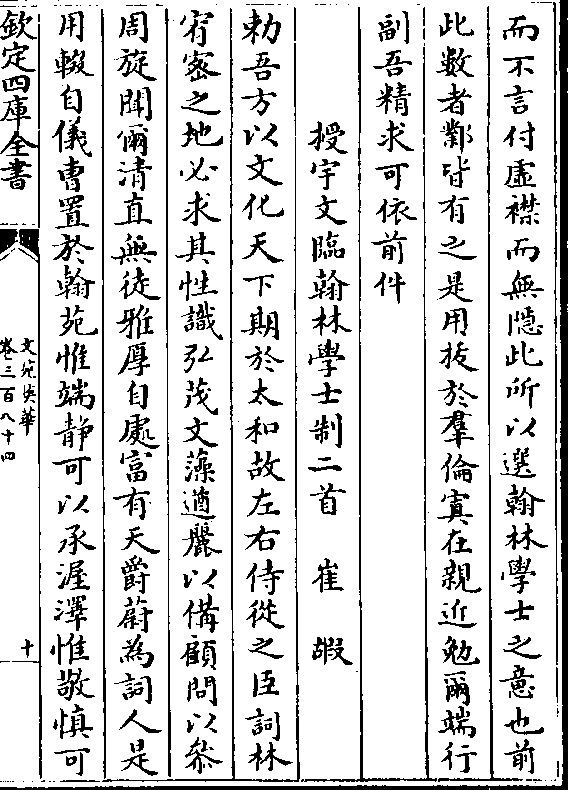 而不言付虛襟而無隱此所以選翰林學士之意也前
此數者鄴皆有之是用拔於羣倫寘在親近勉爾端行
副吾精求可依前件
授宇文臨翰林學士制二首 崔嘏
勅吾方以文化天下期於太和故左右侍從之臣詞林
宥密之地必求其性識弘茂文藻遒麗以備顧問以叅
周旋聞爾清直無徒雅厚自處富有天爵蔚為詞人是
用輟自儀曹置於翰苑惟端静可以承渥澤惟敬慎可
欽定四庫全書
文苑英華
卷三百八十四
十